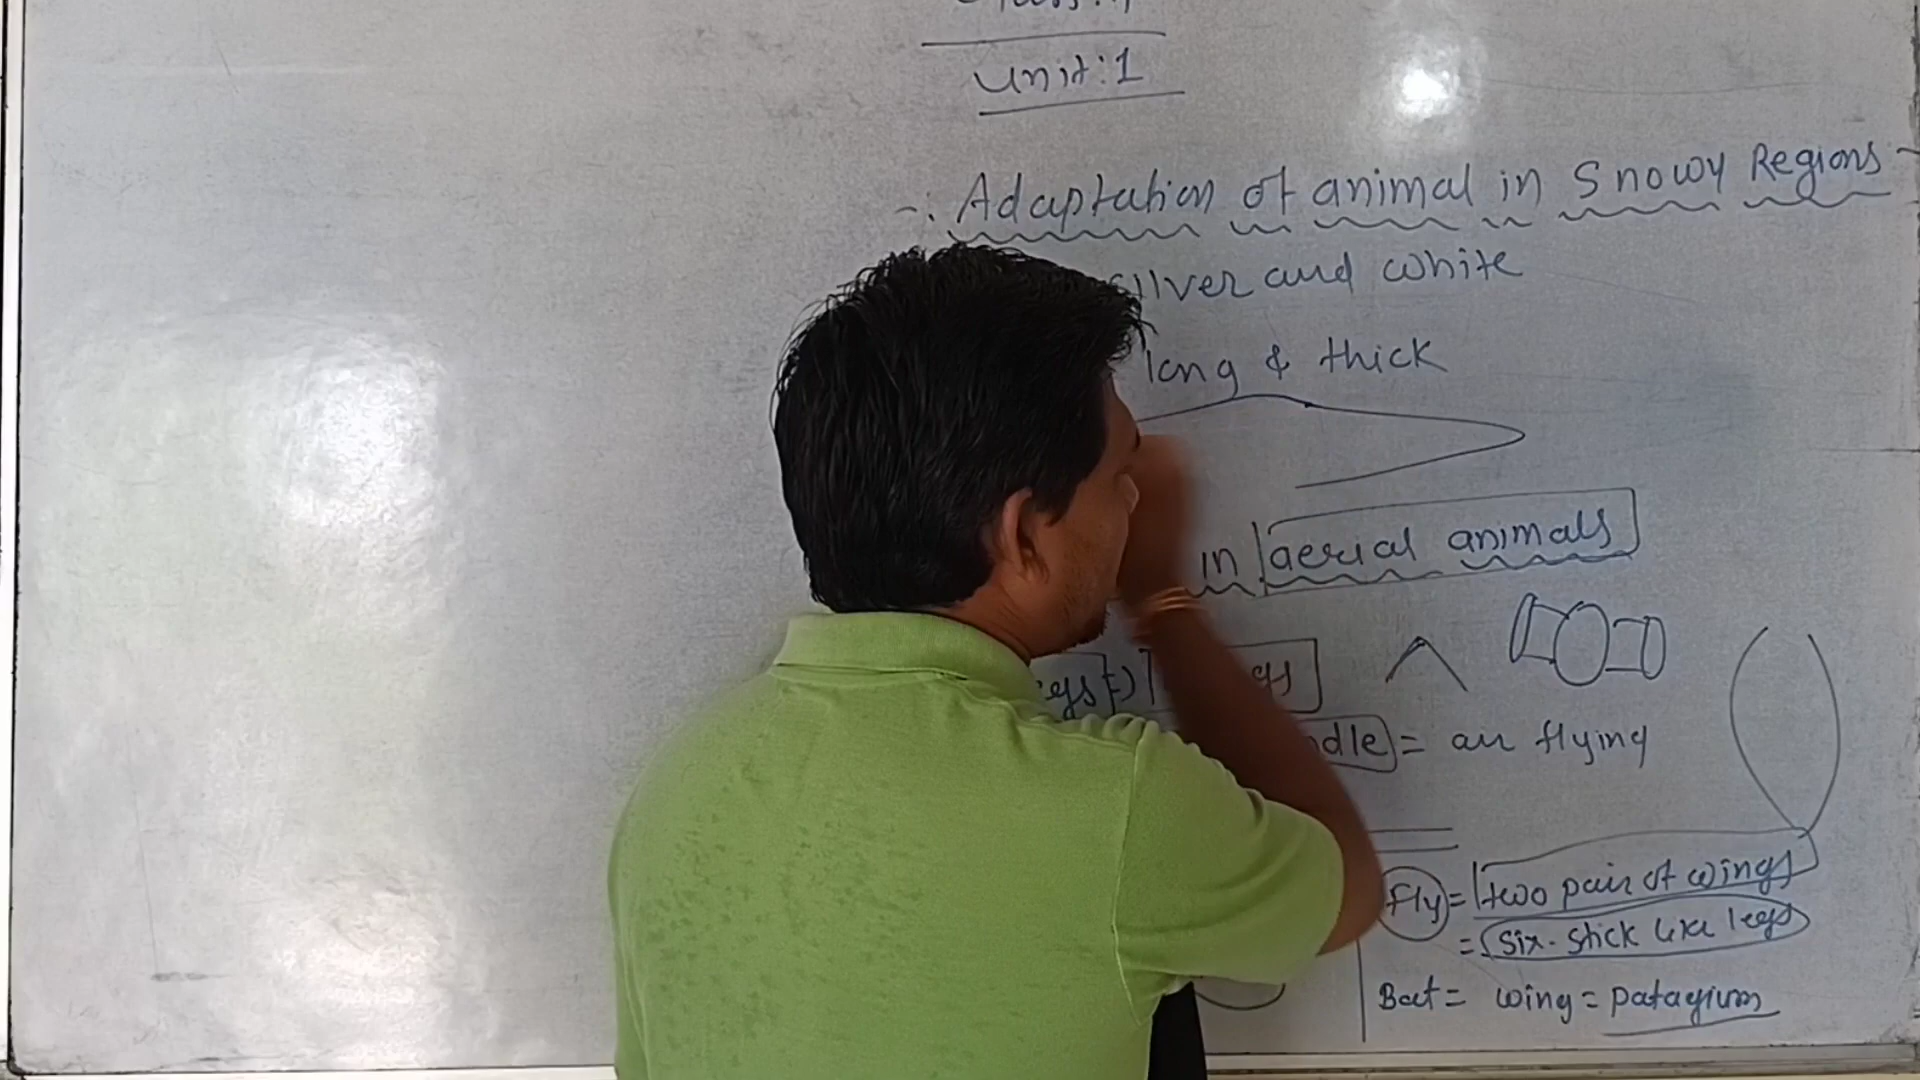 Unit:1
-: Adaptation of animal in Snowy Regions -
silver and white
long & thick
in aerial animals
dle = air flying
Fly = two pair of wings
= six-stick like legs
Bat = wing = patagium